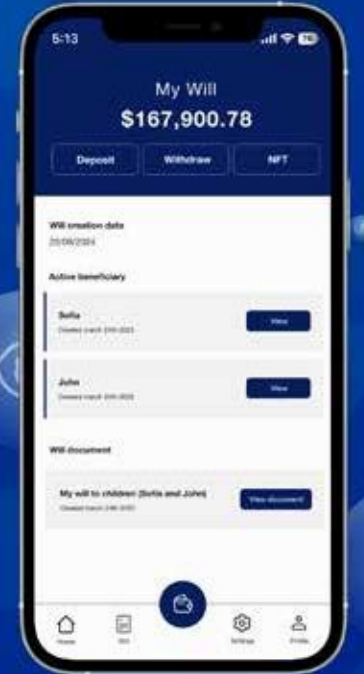 5:13
My Will
$167,900.78
Deposit
Withdraw
NFT
Will creation date
Active beneficiary
Sofia
View
John
View
Will document
My will to children (Sofia and John)
View document
Home
Settings
Profile